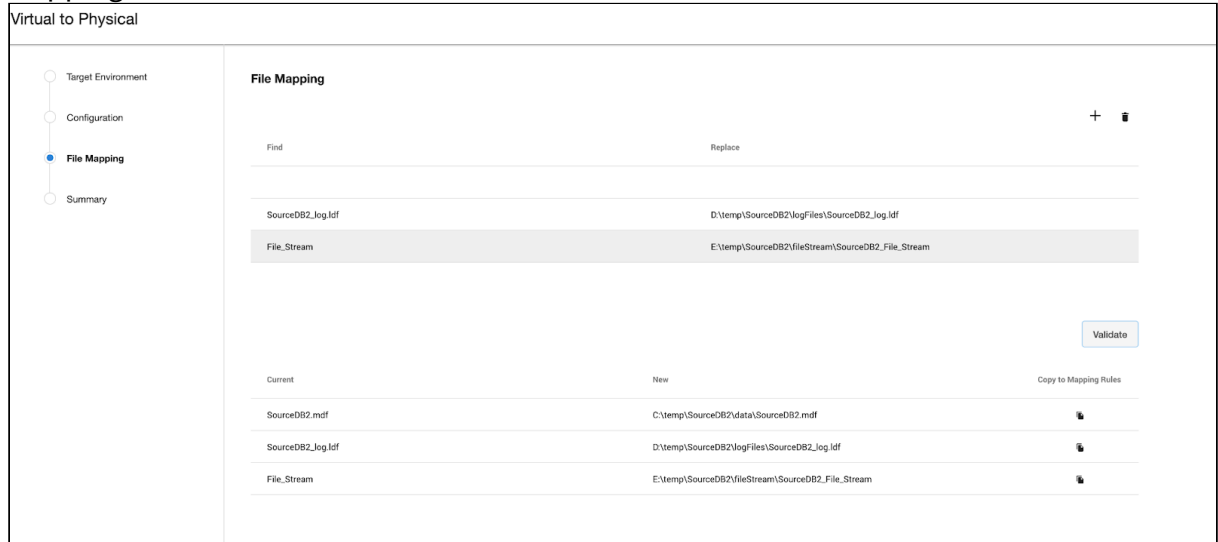 Virtual to Physical
Target Environment
Configuration
File Mapping
Summary
File Mapping
Find Replace
SourceDB2_log.ldf D:\temp\SourceDB2\logFiles\SourceDB2_log.ldf
File_Stream E:\temp\SourceDB2\fileStream\SourceDB2_File_Stream
Validate
Current New Copy to Mapping Rules
SourceDB2.mdf C:\temp\SourceDB2\data\SourceDB2.mdf
SourceDB2_log.ldf D:\temp\SourceDB2\logFiles\SourceDB2_log.ldf
File_Stream E:\temp\SourceDB2\fileStream\SourceDB2_File_Stream